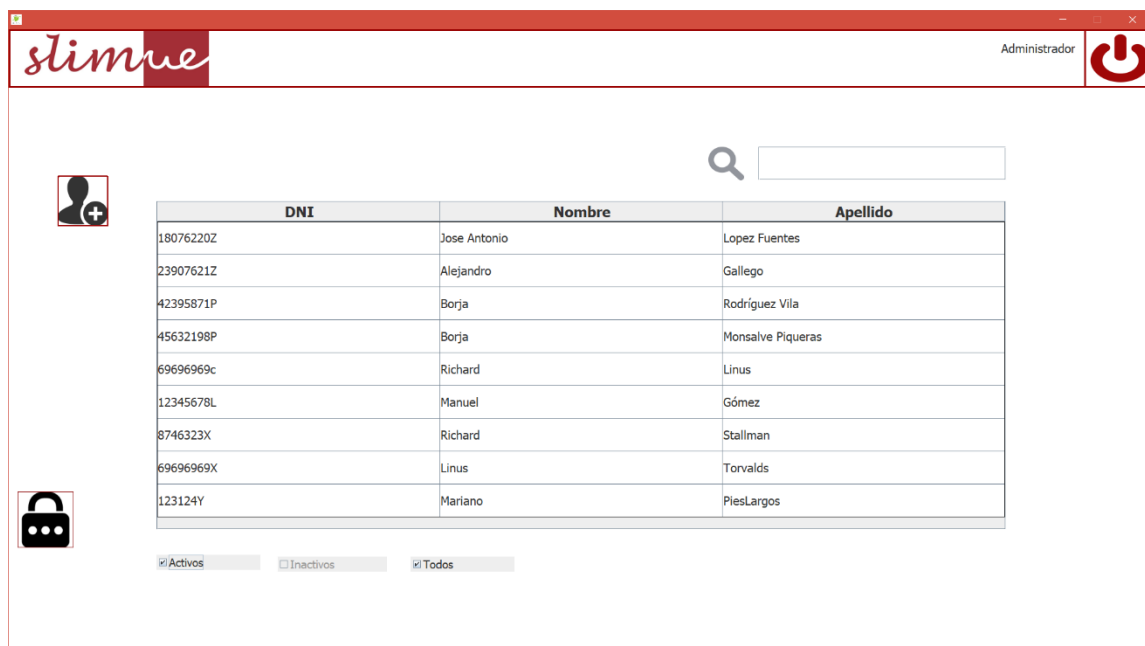 slimue
Administrador
DNI Nombre Apellido
18076220Z Jose Antonio Lopez Fuentes
23907621Z Alejandro Gallego
42395871P Borja Rodríguez Vila
45632198P Borja Monsalve Piqueras
69696969c Richard Linus
12345678L Manuel Gómez
8746323X Richard Stallman
69696969X Linus Torvalds
123124Y Mariano PiesLargos
Activos Inactivos Todos